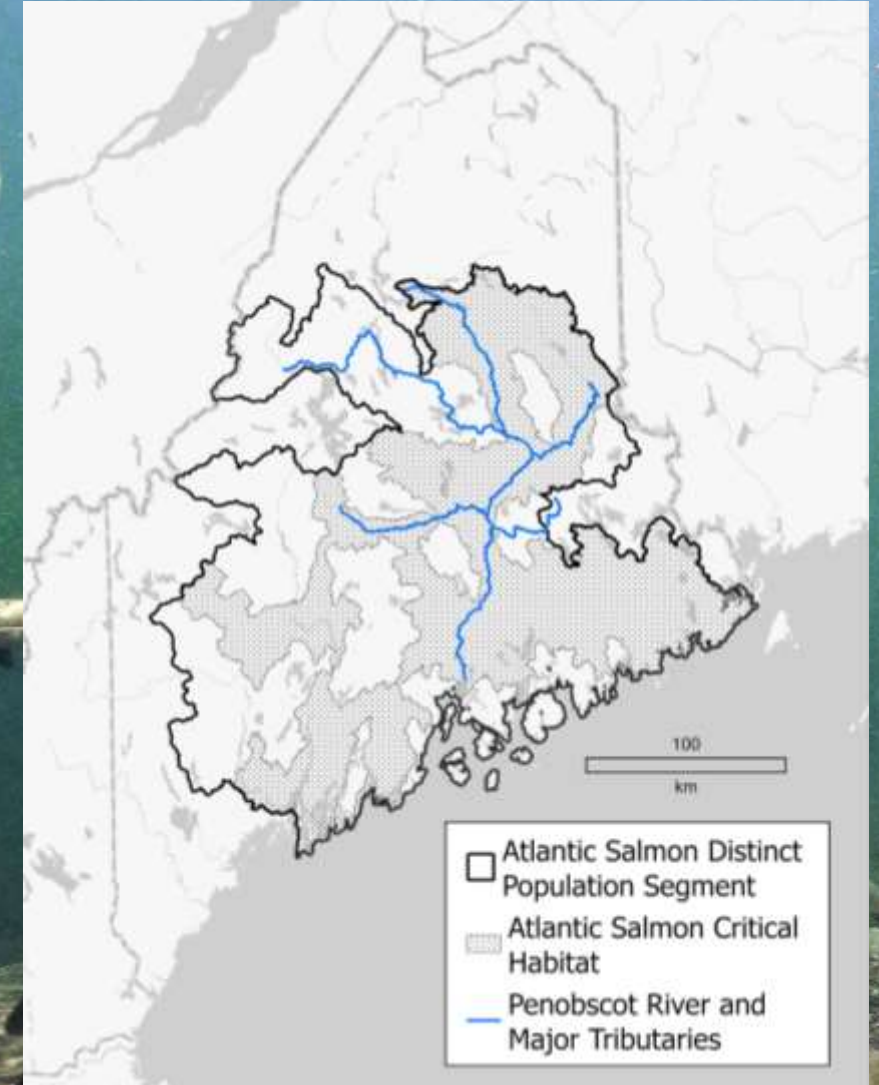 100
km
Atlantic Salmon Distinct
Population Segment
Atlantic Salmon Critical
Habitat
Penobscot River and
Major Tributaries